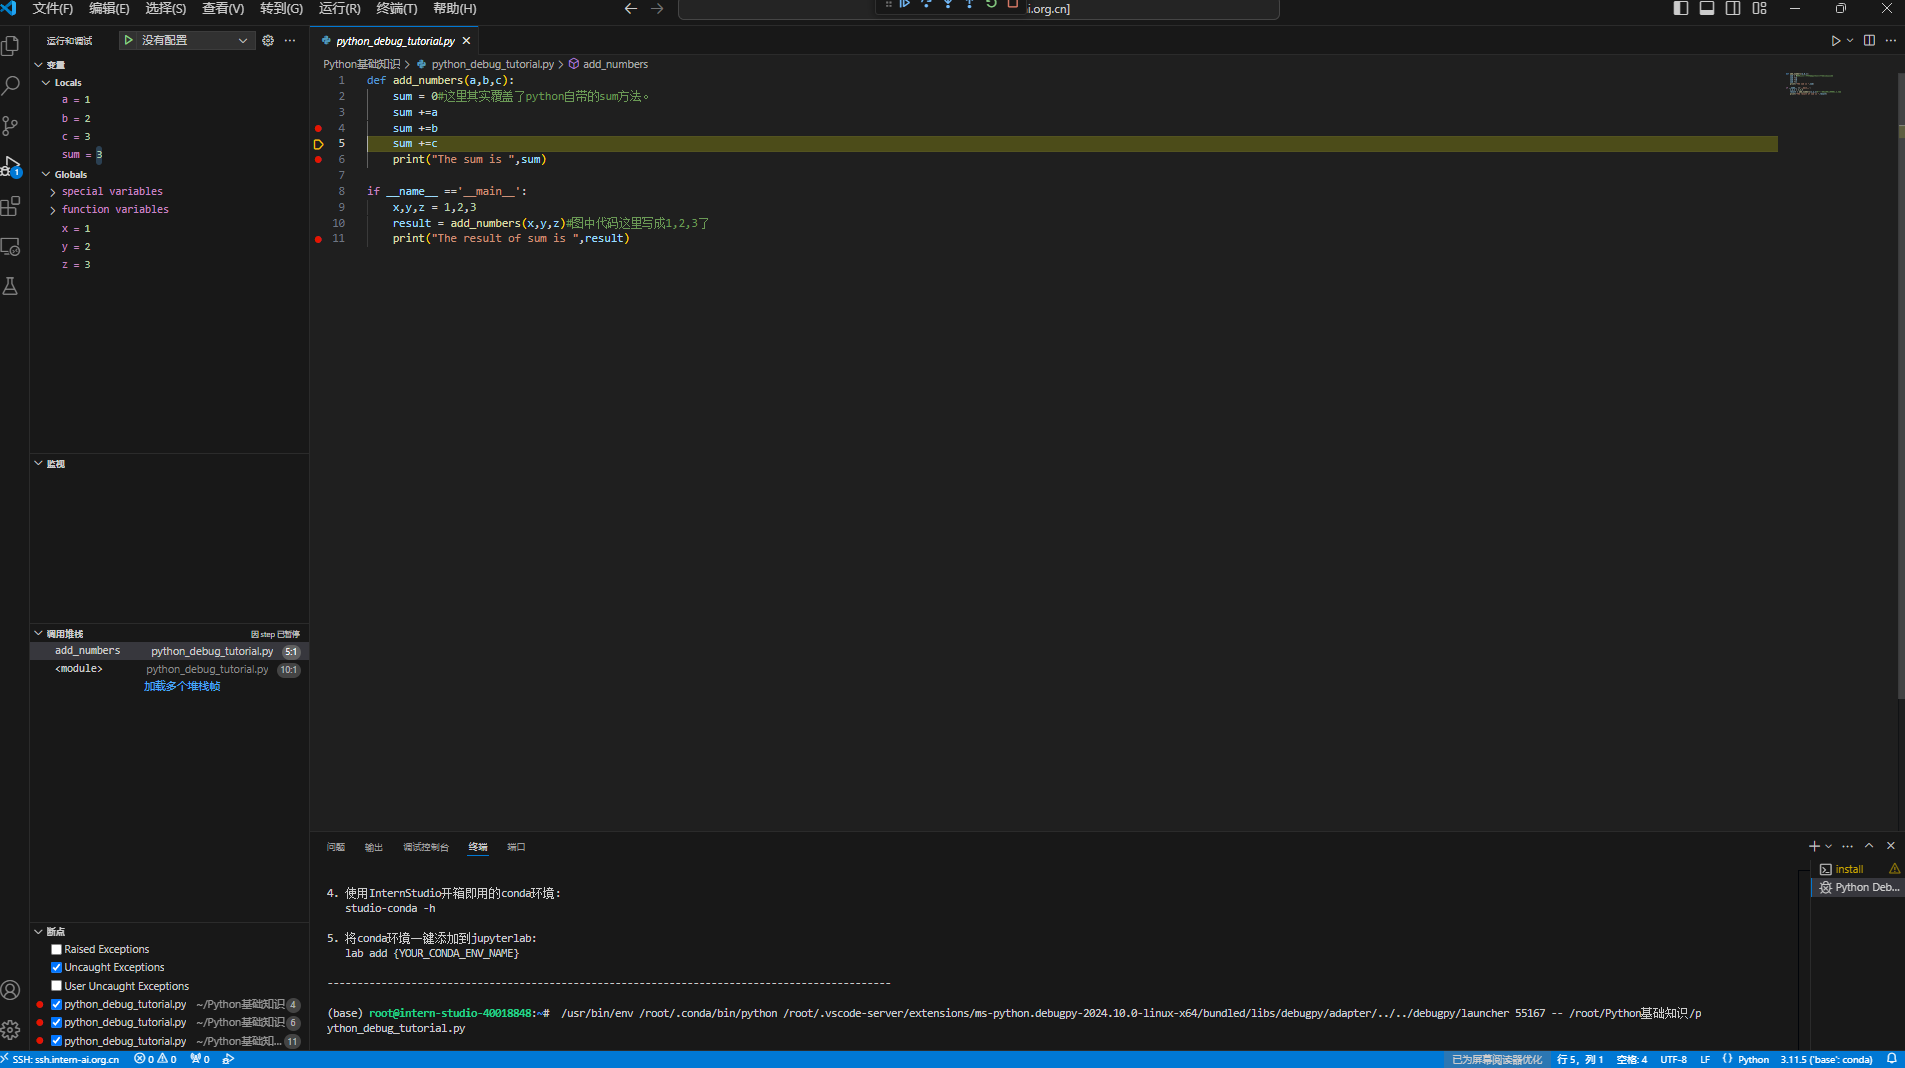 文件(F) 编辑(E) 选择(S) 查看(V) 转到(G) 运行(R) 终端(T) 帮助(H)
ai.org.cn]
运行和调试 没有配置
python_debug_tutorial.py
Python基础知识 > python_debug_tutorial.py > add_numbers
变量
Locals
a = 1
b = 2
c = 3
sum = 3
Globals
special variables
function variables
x = 1
y = 2
z = 3
1 def add_numbers(a,b,c):
2 sum = 0#这里其实覆盖了python自带的sum方法。
3 sum +=a
4 sum +=b
5 sum +=c
6 print("The sum is ",sum)
7
8 if __name__ =='__main__':
9 x,y,z = 1,2,3
10 result = add_numbers(x,y,z)#图中代码这里写成1,2,3了
11 print("The result of sum is ",result)
监视
调用堆栈 因 step 已暂停
add_numbers python_debug_tutorial.py 5:1
<module> python_debug_tutorial.py 10:1
加载多个堆栈帧
断点
Raised Exceptions
Uncaught Exceptions
User Uncaught Exceptions
python_debug_tutorial.py ~/Python基础知识 4
python_debug_tutorial.py ~/Python基础知识 6
python_debug_tutorial.py ~/Python基础知... 11
问题 输出 调试控制台 终端 端口
4. 使用InternStudio开箱即用的conda环境:
studio-conda -h
5. 将conda环境一键添加到jupyterlab:
lab add {YOUR_CONDA_ENV_NAME}
----------------------------------------------------------------------------------------------
(base) root@intern-studio-40018848:~# /usr/bin/env /root/.conda/bin/python /root/.vscode-server/extensions/ms-python.debugpy-2024.10.0-linux-x64/bundled/libs/debugpy/adapter/../../debugpy/launcher 55167 -- /root/Python基础知识/p
ython_debug_tutorial.py
install
Python Deb...
1
SSH: ssh.intern-ai.org.cn 0 0 0
已为屏幕阅读器优化 行 5，列 1 空格: 4 UTF-8 LF Python 3.11.5 ('base': conda)